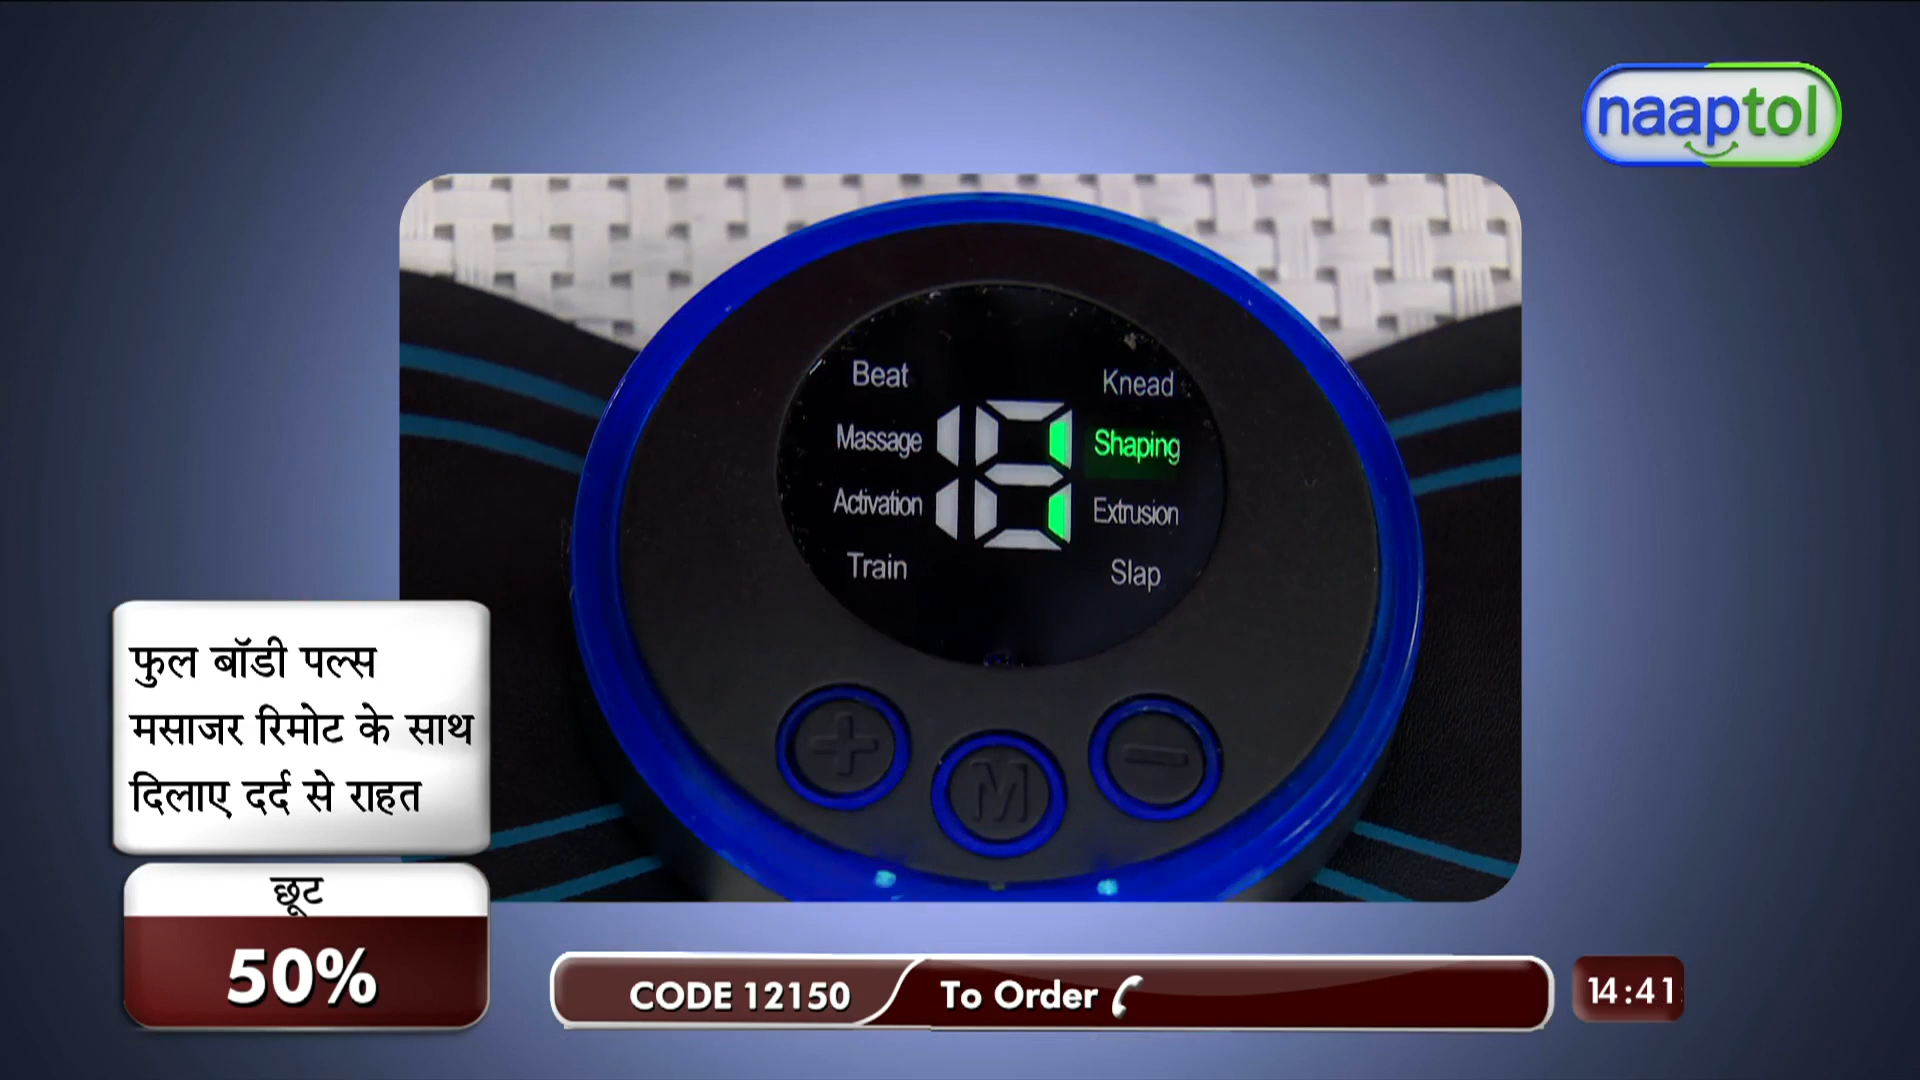 naaptol
Beat
Knead
Massage
Shaping
Activation
Extrusion
Train
Slap
1
M
फुल बॉडी पल्स
मसाजर रिमोट के साथ
दिलाए दर्द से राहत
छूट
50%
CODE 12150
To Order
14:41